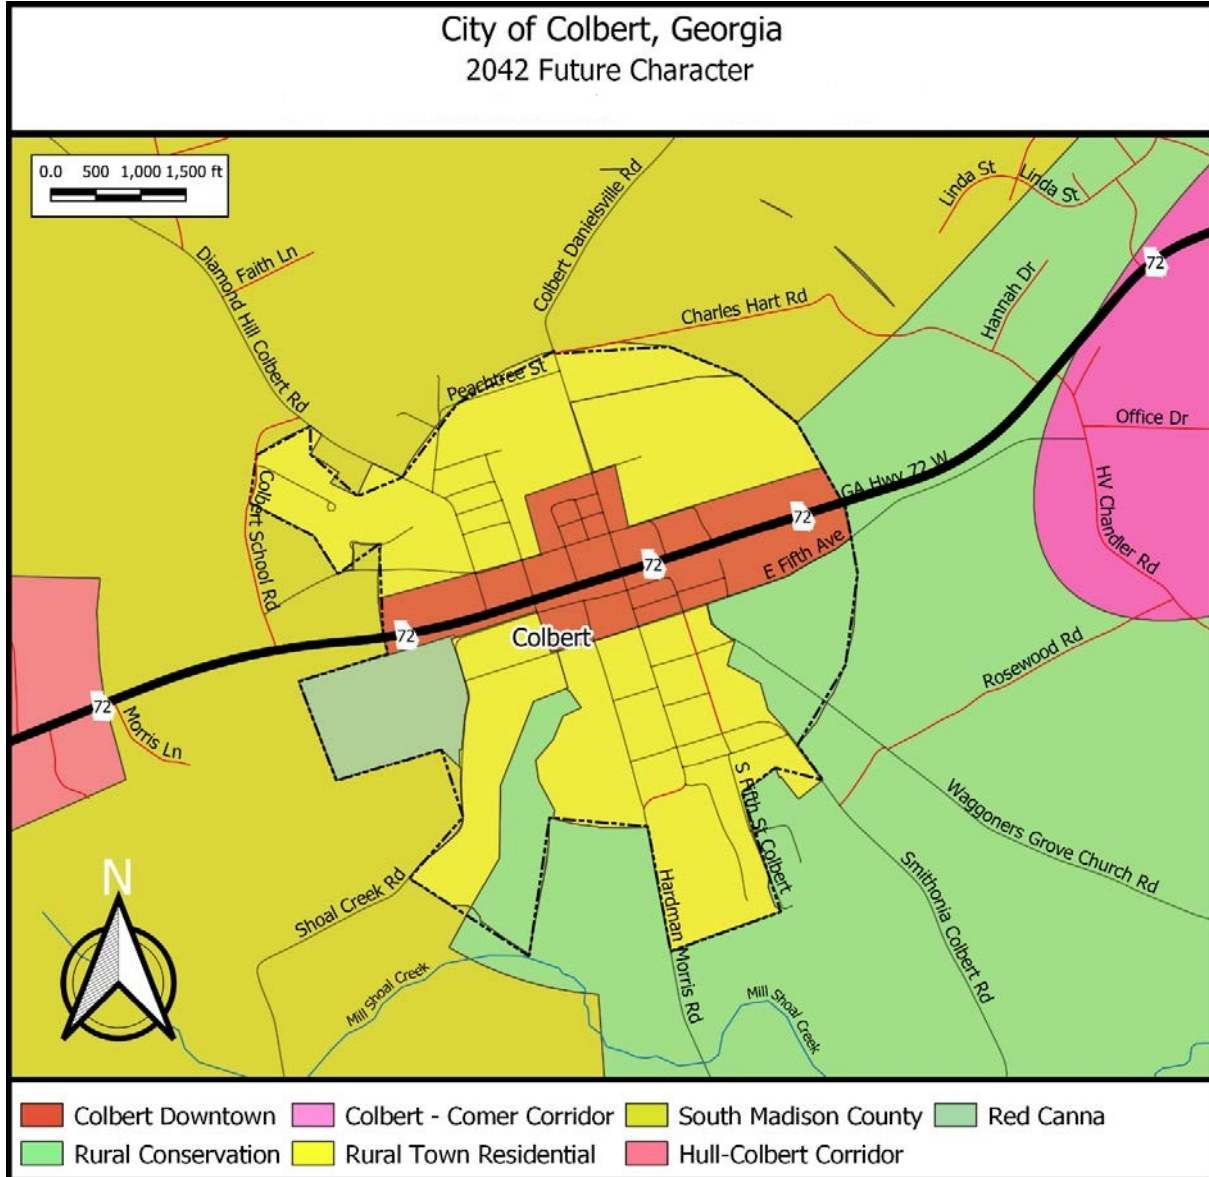 City of Colbert, Georgia
2042 Future Character
0.0 500 1,000 1,500 ft
Linda St
Linda St
Colbert Danielsville Rd
Diamond Hill Colbert Rd
Faith Ln
72
Hannah Dr
Charles Hart Rd
Peachtree St
Office Dr
GA Hwy 72 W
Colbert School Rd
HV Chandler Rd
72
72
E Fifth Ave
72
Colbert
Rosewood Rd
72
Morris Ln
S Fifth St Colbert
Waggoners Grove Church Rd
Smithonia Colbert Rd
Hardman Morris Rd
Shoal Creek Rd
N
Mill Shoal Creek
Mill Shoal Creek
Colbert Downtown
Colbert - Comer Corridor
South Madison County
Red Canna
Rural Conservation
Rural Town Residential
Hull-Colbert Corridor